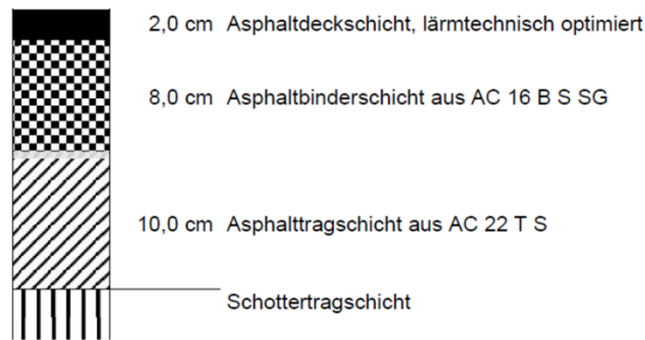 2,0 cm Asphaltdeckschicht, lärmtechnisch optimiert
8,0 cm Asphaltbinderschicht aus AC 16 B S SG
10,0 cm Asphalttragschicht aus AC 22 T S
Schottertragschicht